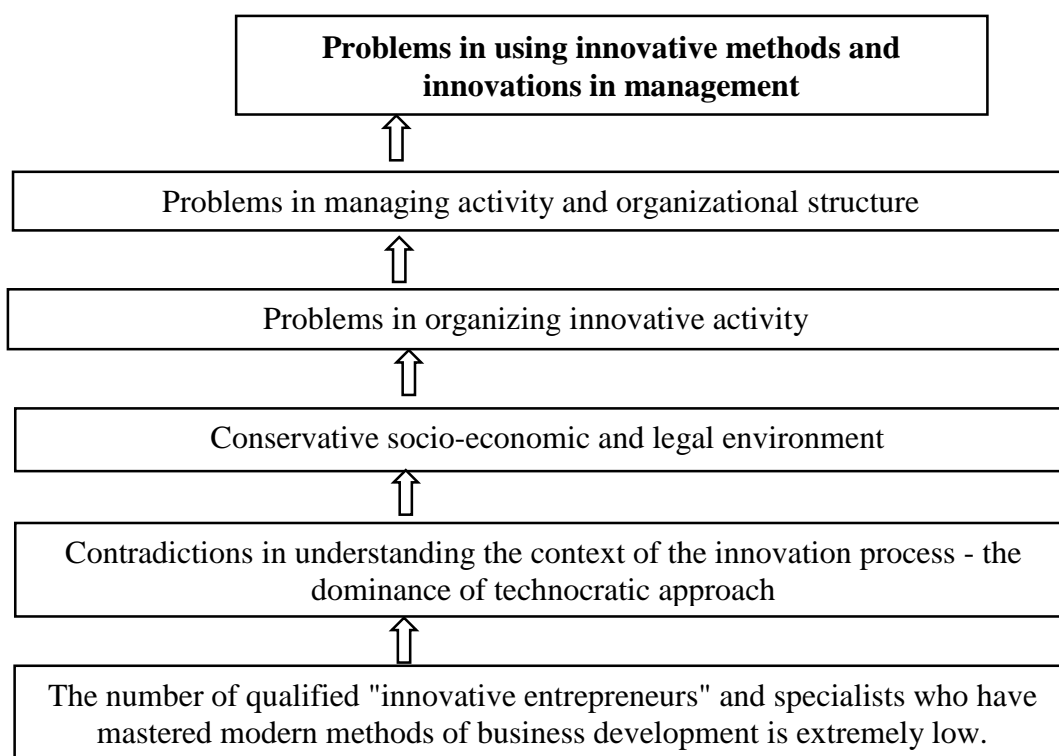 Problems in using innovative methods and
innovations in management
Problems in managing activity and organizational structure
Problems in organizing innovative activity
Conservative socio-economic and legal environment
Contradictions in understanding the context of the innovation process - the
dominance of technocratic approach
The number of qualified "innovative entrepreneurs" and specialists who have
mastered modern methods of business development is extremely low.